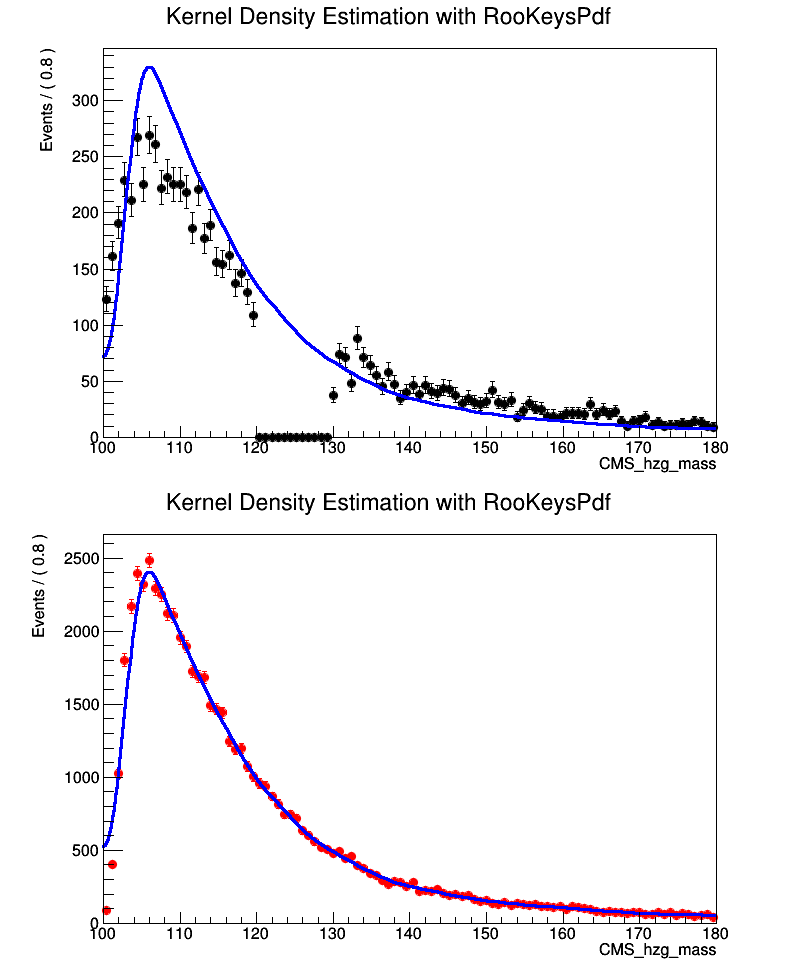 Kernel Density Estimation with RooKeysPdf
Events / ( 0.8 )
300
250
200
150
100
50
0
100 110 120 130 140 150 160 170 180
CMS_hzg_mass
Kernel Density Estimation with RooKeysPdf
Events / ( 0.8 )
2500
2000
1500
1000
500
0
100 110 120 130 140 150 160 170 180
CMS_hzg_mass